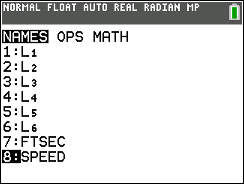 NORMAL FLOAT AUTO REAL RADIAN MP
NAMES OPS MATH
1:L₁
2:L₂
3:L₃
4:L₄
5:L₅
6:L₆
7:FTSEC
8:SPEED